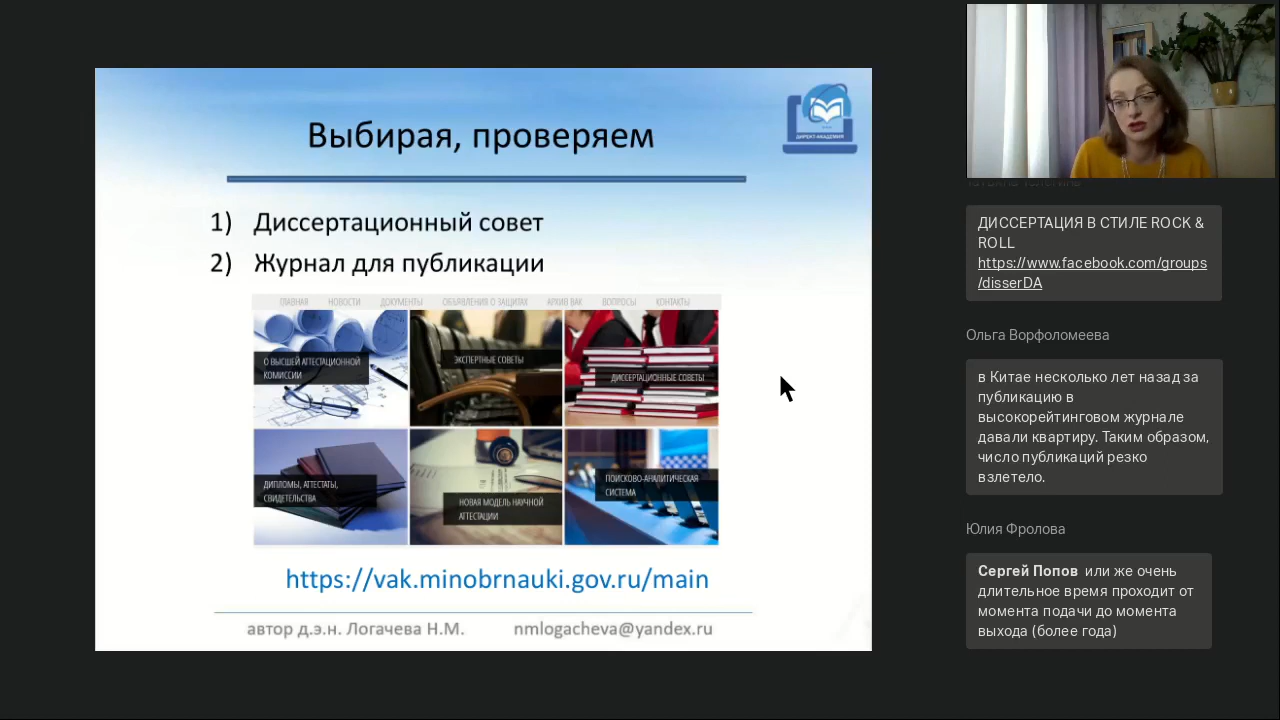 Выбирая, проверяем
ДИРЕКТ-АКАДЕМИЯ
1) Диссертационный совет
2) Журнал для публикации
ГЛАВНАЯ НОВОСТИ ДОКУМЕНТЫ ОБЪЯВЛЕНИЯ О ЗАЩИТАХ АРХИВ ВАК ВОПРОСЫ КОНТАКТЫ
О ВЫСШЕЙ АТТЕСТАЦИОННОЙ
КОМИССИИ
ЭКСПЕРТНЫЕ СОВЕТЫ
ДИССЕРТАЦИОННЫЕ СОВЕТЫ
ДИПЛОМЫ, АТТЕСТАТЫ,
СВИДЕТЕЛЬСТВА
НОВАЯ МОДЕЛЬ НАУЧНОЙ
АТТЕСТАЦИИ
ПОИСКОВО-АНАЛИТИЧЕСКАЯ
СИСТЕМА
https://vak.minobrnauki.gov.ru/main
автор д.э.н. Логачева Н.М. nmlogacheva@yandex.ru
ДИССЕРТАЦИЯ В СТИЛЕ ROCK &
ROLL
https://www.facebook.com/groups
/disserDA
Ольга Ворфоломеева
в Китае несколько лет назад за
публикацию в
высокорейтинговом журнале
давали квартиру. Таким образом,
число публикаций резко
взлетело.
Юлия Фролова
Сергей Попов или же очень
длительное время проходит от
момента подачи до момента
выхода (более года)